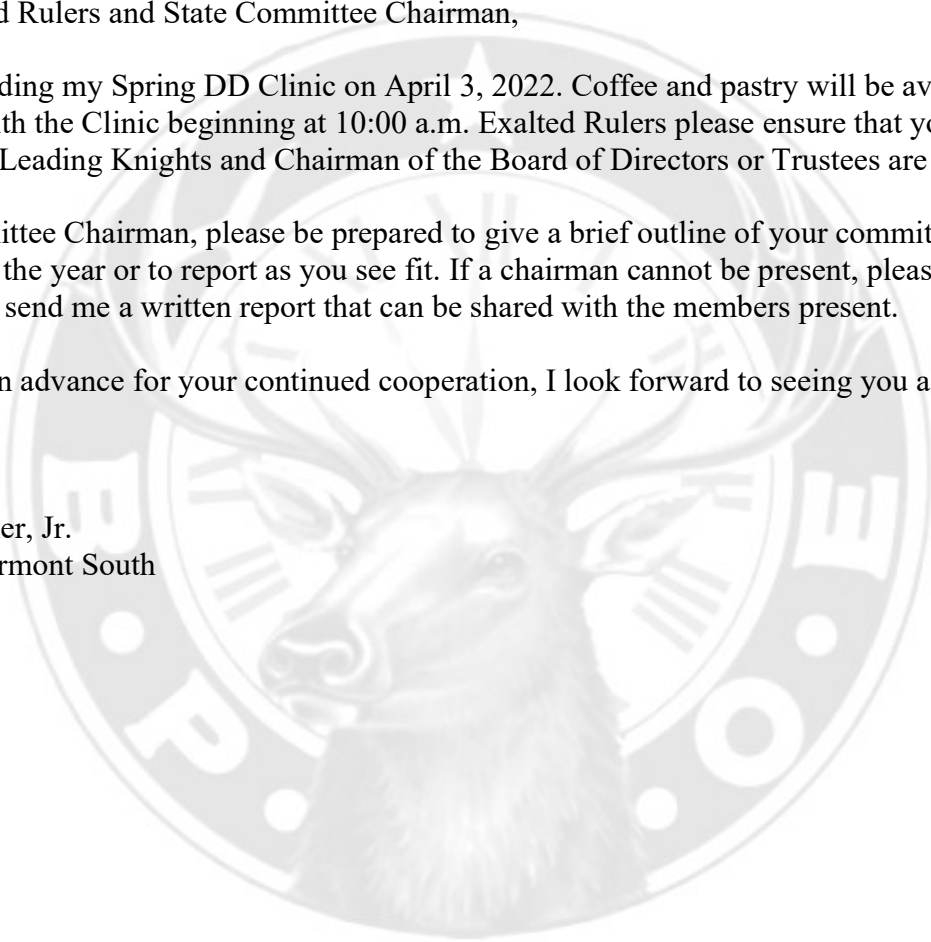 d Rulers and State Committee Chairman,
ding my Spring DD Clinic on April 3, 2022. Coffee and pastry will be av
th the Clinic beginning at 10:00 a.m. Exalted Rulers please ensure that yo
Leading Knights and Chairman of the Board of Directors or Trustees are
ittee Chairman, please be prepared to give a brief outline of your commit
the year or to report as you see fit. If a chairman cannot be present, pleas
send me a written report that can be shared with the members present.
n advance for your continued cooperation, I look forward to seeing you a
er, Jr.
rmont South
B P O E